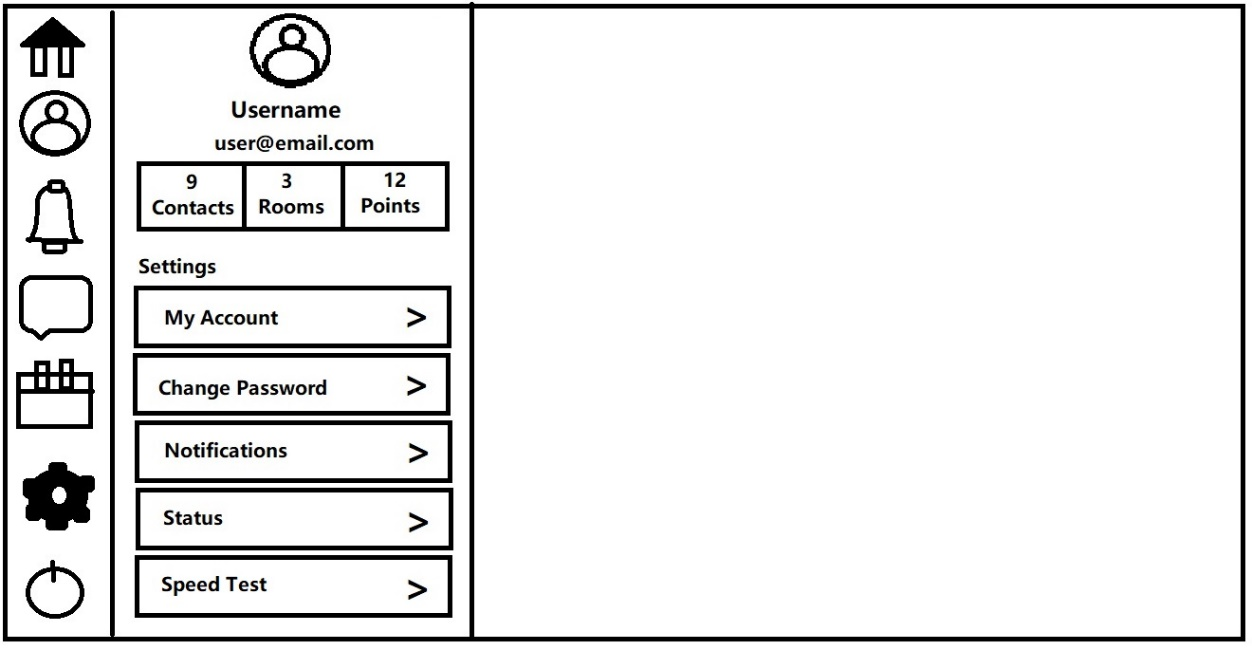 Username
user@email.com
9 3 12
Contacts Rooms Points
Settings
My Account >
Change Password >
Notifications >
Status >
Speed Test >